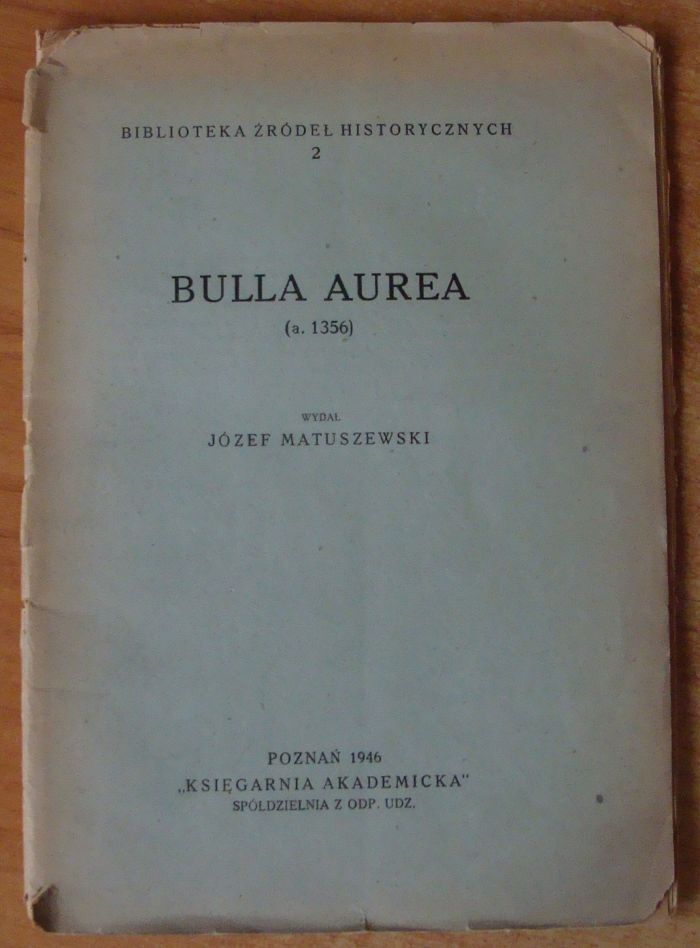 BIBLIOTEKA ŹRÓDEŁ HISTORYCZNYCH
2
BULLA AUREA
(a. 1356)
WYDAŁ
JÓZEF MATUSZEWSKI
POZNAŃ 1946
„KSIĘGARNIA AKADEMICKA"
SPÓŁDZIELNIA Z ODP. UDZ.